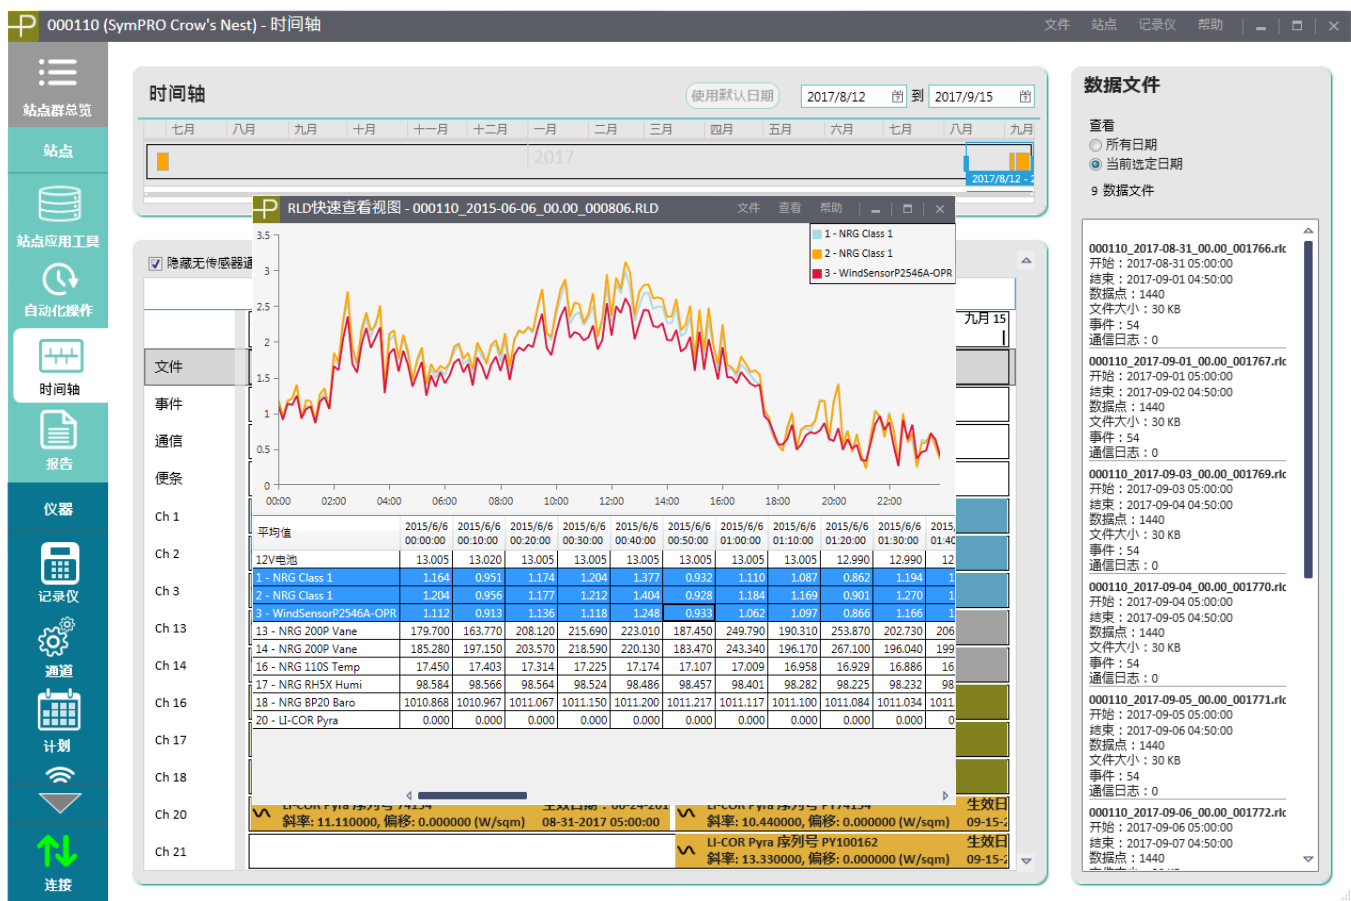 000110 (SymPRO Crow's Nest) - 时间轴
文件 站点 记录仪 帮助
站点群总览
站点
站点应用工具
自动化操作
时间轴
报告
仪器
记录仪
通道
计划
连接
时间轴
使用默认日期 2017/8/12 到 2017/9/15
七月 八月 九月 十月 十一月 十二月 一月 二月 三月 四月 五月 六月 七月 八月 九月
2017
2017/8/12 - 2
隐藏无传感器通
九月 15
文件
事件
通信
便条
Ch 1
Ch 2
Ch 3
Ch 13
Ch 14
Ch 16
Ch 17
Ch 18
Ch 20
Ch 21
RLD快速查看视图 - 000110_2015-06-06_00.00_000806.RLD
文件 查看 帮助
1 - NRG Class 1
2 - NRG Class 1
3 - WindSensorP2546A-OPR
3.5
3
2.5
2
1.5
1
0.5
0
00:00 02:00 04:00 06:00 08:00 10:00 12:00 14:00 16:00 18:00 20:00 22:00
平均值 2015/6/6 2015/6/6 2015/6/6 2015/6/6 2015/6/6 2015/6/6 2015/6/6 2015/6/6 2015/6/6 2015/6/6 2015/
00:00:00 00:10:00 00:20:00 00:30:00 00:40:00 00:50:00 01:00:00 01:10:00 01:20:00 01:30:00 01:40
12V电池 13.005 13.020 13.005 13.005 13.005 13.005 13.005 13.005 12.990 12.990 12
1 - NRG Class 1 1.164 0.951 1.174 1.204 1.377 0.932 1.110 1.087 0.862 1.194 1
2 - NRG Class 1 1.204 0.956 1.177 1.212 1.404 0.928 1.184 1.169 0.901 1.270 1
3 - WindSensorP2546A-OPR 1.112 0.913 1.136 1.118 1.248 0.933 1.062 1.097 0.866 1.166 1
13 - NRG 200P Vane 179.700 163.770 208.120 215.690 223.010 187.450 249.790 190.310 253.870 202.730 206
14 - NRG 200P Vane 185.280 197.150 203.570 218.590 220.130 183.470 243.340 196.170 267.100 196.040 199
16 - NRG 110S Temp 17.450 17.403 17.314 17.225 17.174 17.107 17.009 16.958 16.929 16.886 16
17 - NRG RH5X Humi 98.584 98.566 98.564 98.524 98.486 98.457 98.401 98.282 98.225 98.232 98
18 - NRG BP20 Baro 1010.868 1010.967 1011.067 1011.150 1011.200 1011.217 1011.117 1011.100 1011.084 1011.034 1011
20 - LI-COR Pyra 0.000 0.000 0.000 0.000 0.000 0.000 0.000 0.000 0.000 0.000 0
LI-COR Pyra 序列号 74154 生效日期：08-24-201 LI-COR Pyra 序列号 PY74154 生效日
斜率: 11.110000, 偏移: 0.000000 (W/sqm) 08-31-2017 05:00:00 斜率: 10.440000, 偏移: 0.000000 (W/sqm) 09-15-2
LI-COR Pyra 序列号 PY100162 生效日
斜率: 13.330000, 偏移: 0.000000 (W/sqm) 09-15-2
数据文件
查看
所有日期
当前选定日期
9 数据文件
000110_2017-08-31_00.00_001766.rlc
开始：2017-08-31 05:00:00
结束：2017-09-01 04:50:00
数据点：1440
文件大小：30 KB
事件：54
通信日志：0
000110_2017-09-01_00.00_001767.rlc
开始：2017-09-01 05:00:00
结束：2017-09-02 04:50:00
数据点：1440
文件大小：30 KB
事件：54
通信日志：0
000110_2017-09-03_00.00_001769.rlc
开始：2017-09-03 05:00:00
结束：2017-09-04 04:50:00
数据点：1440
文件大小：30 KB
事件：54
通信日志：0
000110_2017-09-04_00.00_001770.rlc
开始：2017-09-04 05:00:00
结束：2017-09-05 04:50:00
数据点：1440
文件大小：30 KB
事件：54
通信日志：0
000110_2017-09-05_00.00_001771.rlc
开始：2017-09-05 05:00:00
结束：2017-09-06 04:50:00
数据点：1440
文件大小：30 KB
事件：54
通信日志：0
000110_2017-09-06_00.00_001772.rlc
开始：2017-09-06 05:00:00
结束：2017-09-07 04:50:00
数据点：1440